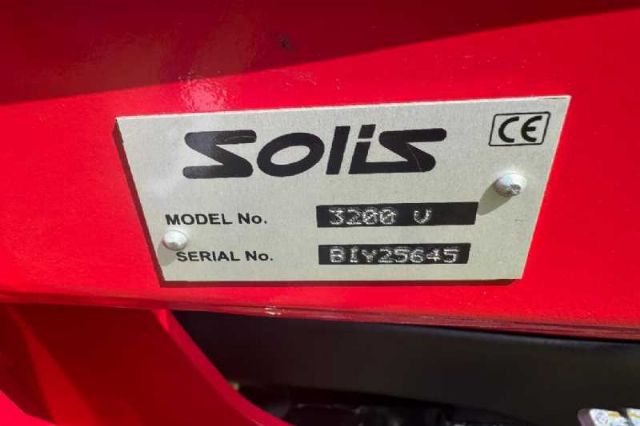 Solis
CE
MODEL No. 3200 V
SERIAL No. BIY25645